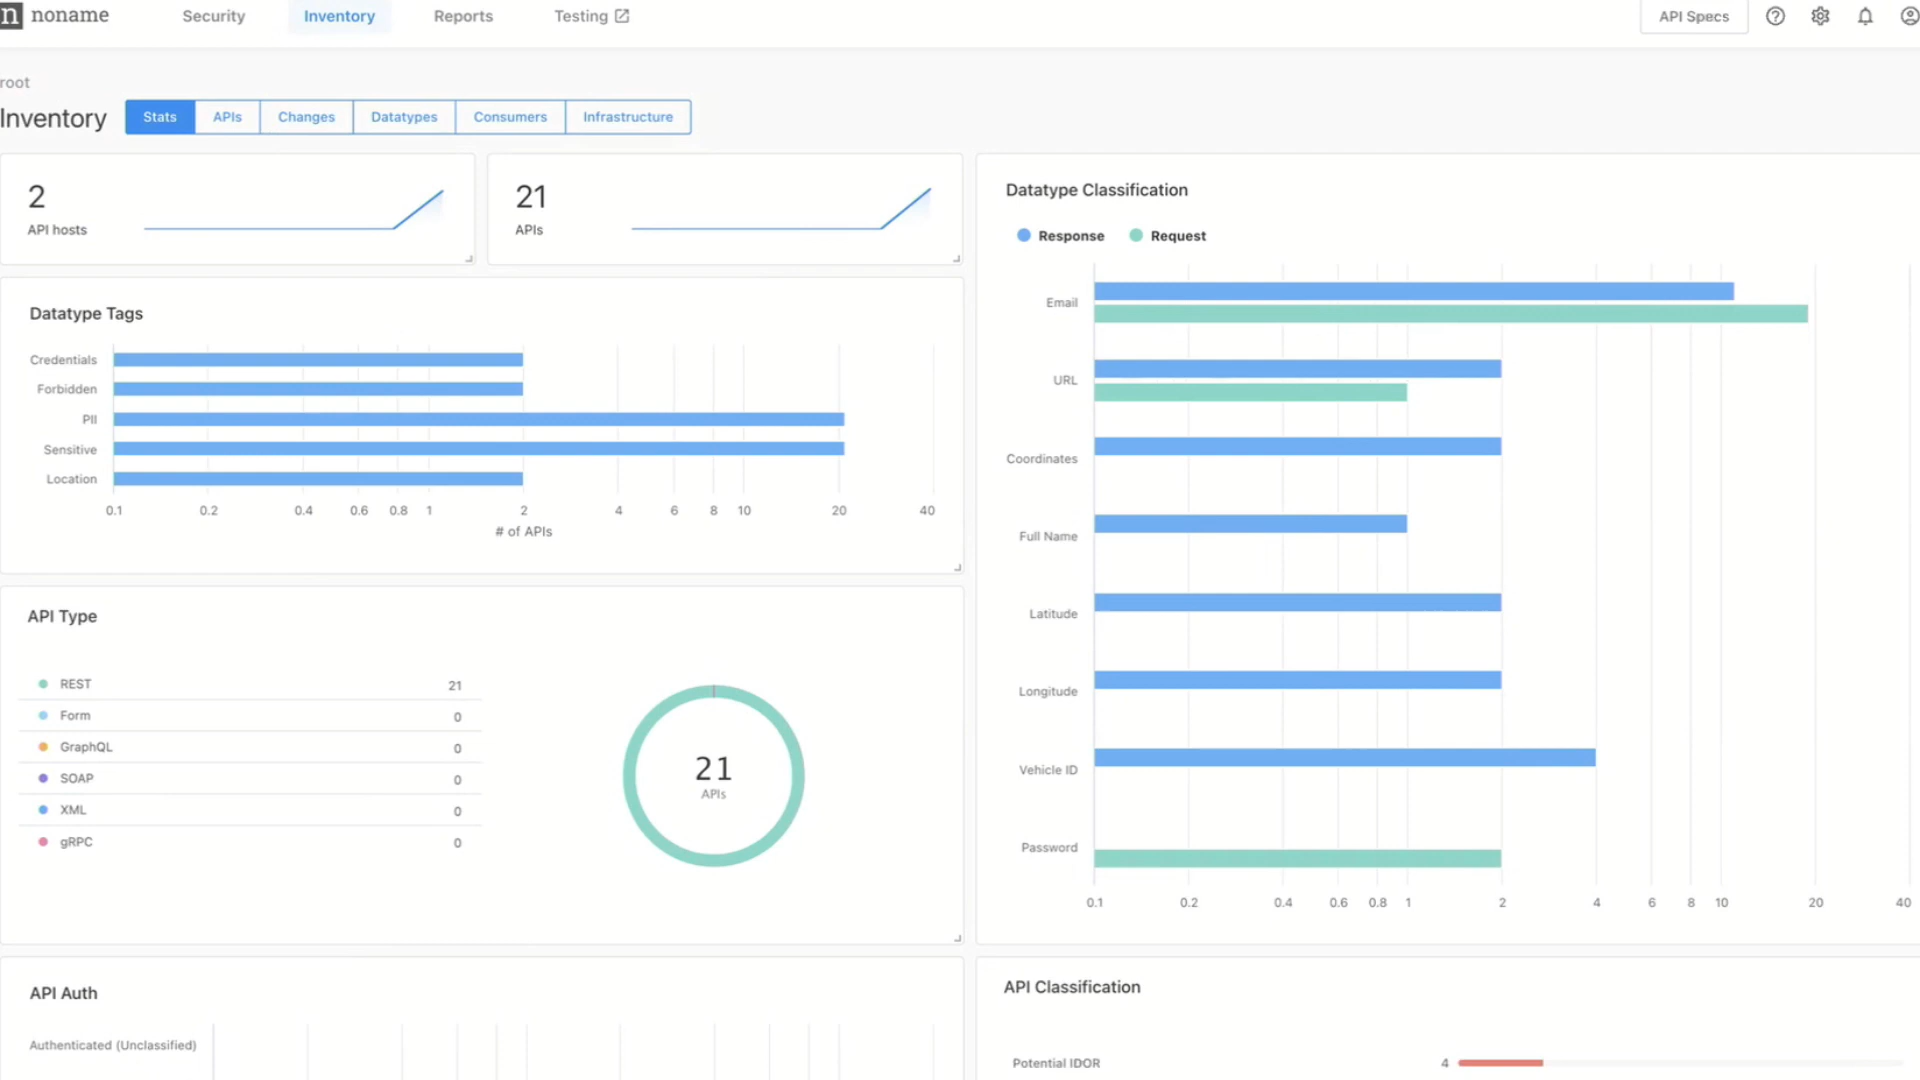 n noname
Security
Inventory
Reports
Testing
API Specs
root
Inventory
Stats
APIs
Changes
Datatypes
Consumers
Infrastructure
2
API hosts
21
APIs
Datatype Tags
Credentials
Forbidden
PII
Sensitive
Location
0.1 0.2 0.4 0.6 0.8 1 2 4 6 8 10 20 40
# of APIs
API Type
REST 21
Form 0
GraphQL 0
SOAP 0
XML 0
gRPC 0
21
APIs
Datatype Classification
Response Request
Email
URL
Coordinates
Full Name
Latitude
Longitude
Vehicle ID
Password
0.1 0.2 0.4 0.6 0.8 1 2 4 6 8 10 20 40
API Auth
Authenticated (Unclassified)
API Classification
Potential IDOR 4